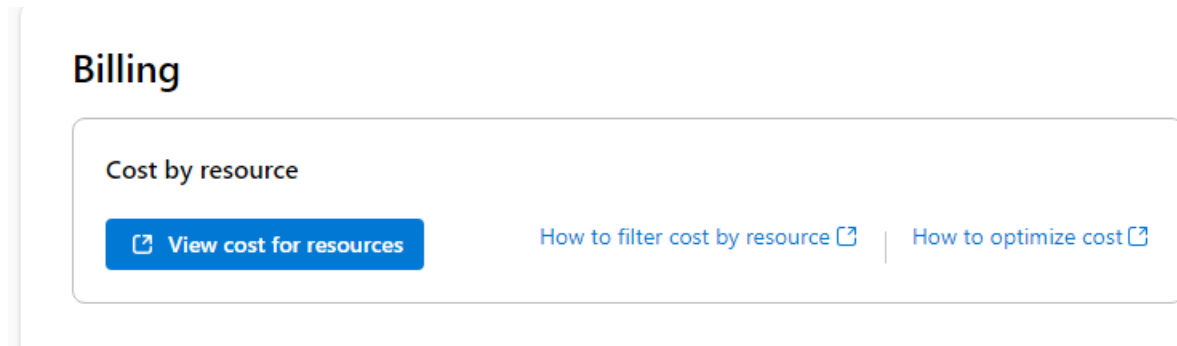 Billing
Cost by resource
View cost for resources
How to filter cost by resource
How to optimize cost